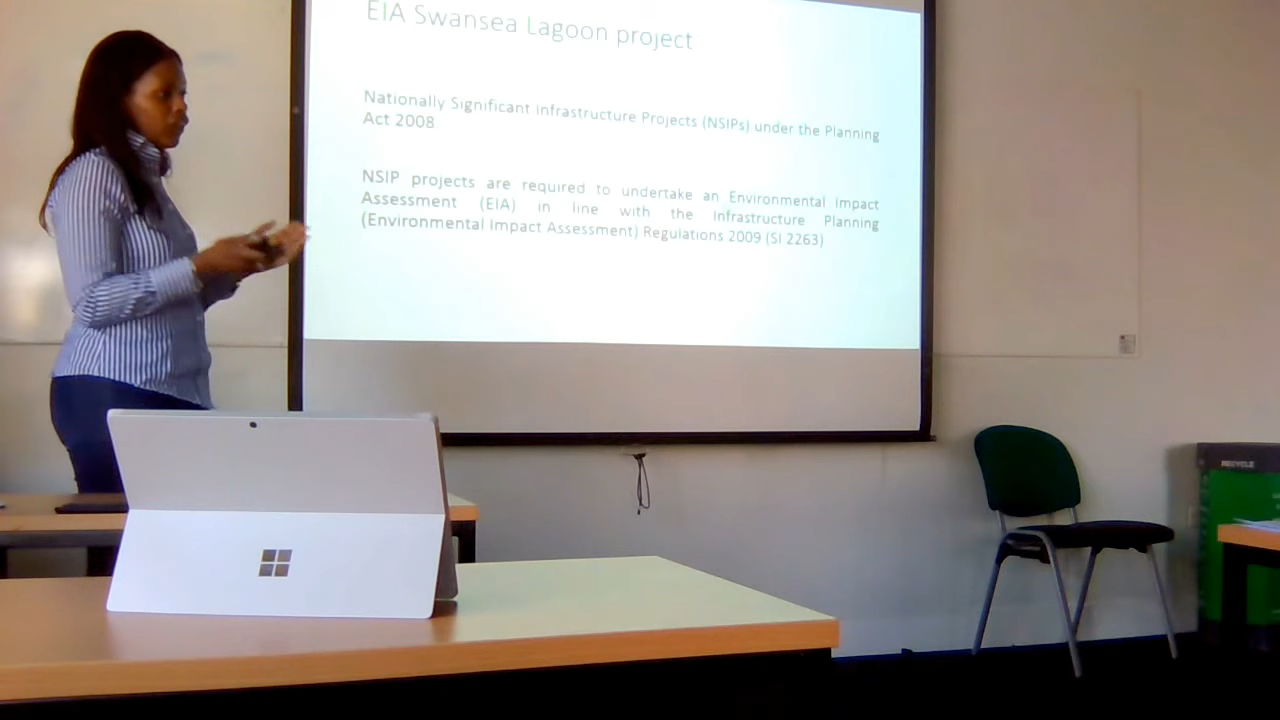 EIA Swansea Lagoon project
Nationally Significant Infrastructure Projects (NSIPs) under the Planning
Act 2008
NSIP projects are required to undertake an Environmental Impact
Assessment (EIA) in line with the Infrastructure Planning
(Environmental Impact Assessment) Regulations 2009 (SI 2263)
RECYCLE